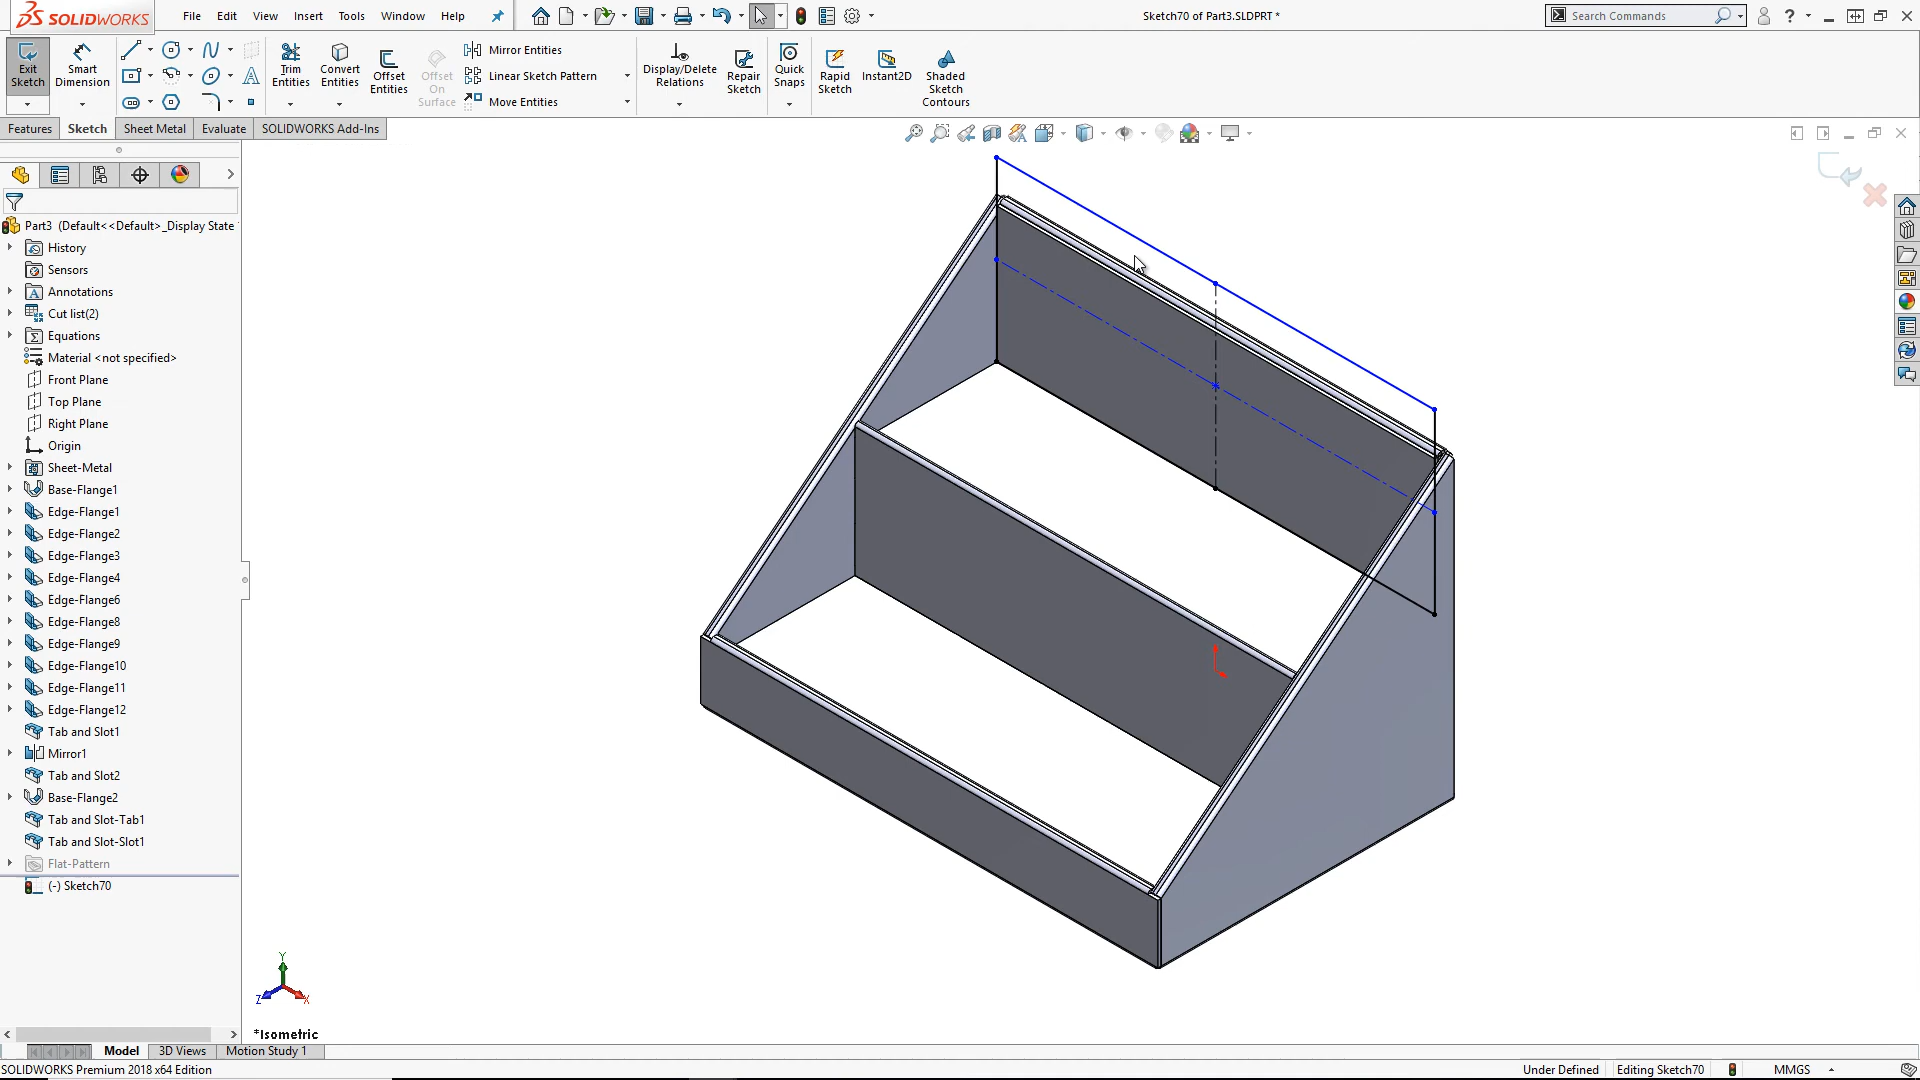 SOLIDWORKS
File Edit View Insert Tools Window Help
Sketch70 of Part3.SLDPRT *
Search Commands
?
Exit Sketch
Smart Dimension
Trim Entities
Convert Entities
Offset Entities
Offset On Surface
Mirror Entities
Linear Sketch Pattern
Move Entities
Display/Delete Relations
Repair Sketch
Quick Snaps
Rapid Sketch
Instant2D
Shaded Sketch Contours
Features Sketch Sheet Metal Evaluate SOLIDWORKS Add-Ins
Part3 (Default<<Default>_Display State
History
Sensors
Annotations
Cut list(2)
Equations
Material <not specified>
Front Plane
Top Plane
Right Plane
Origin
Sheet-Metal
Base-Flange1
Edge-Flange1
Edge-Flange2
Edge-Flange3
Edge-Flange4
Edge-Flange6
Edge-Flange8
Edge-Flange9
Edge-Flange10
Edge-Flange11
Edge-Flange12
Tab and Slot1
Mirror1
Tab and Slot2
Base-Flange2
Tab and Slot-Tab1
Tab and Slot-Slot1
Flat-Pattern
(-) Sketch70
Y
Z X
*Isometric
Model 3D Views Motion Study 1
SOLIDWORKS Premium 2018 x64 Edition
Under Defined Editing Sketch70 MMGS